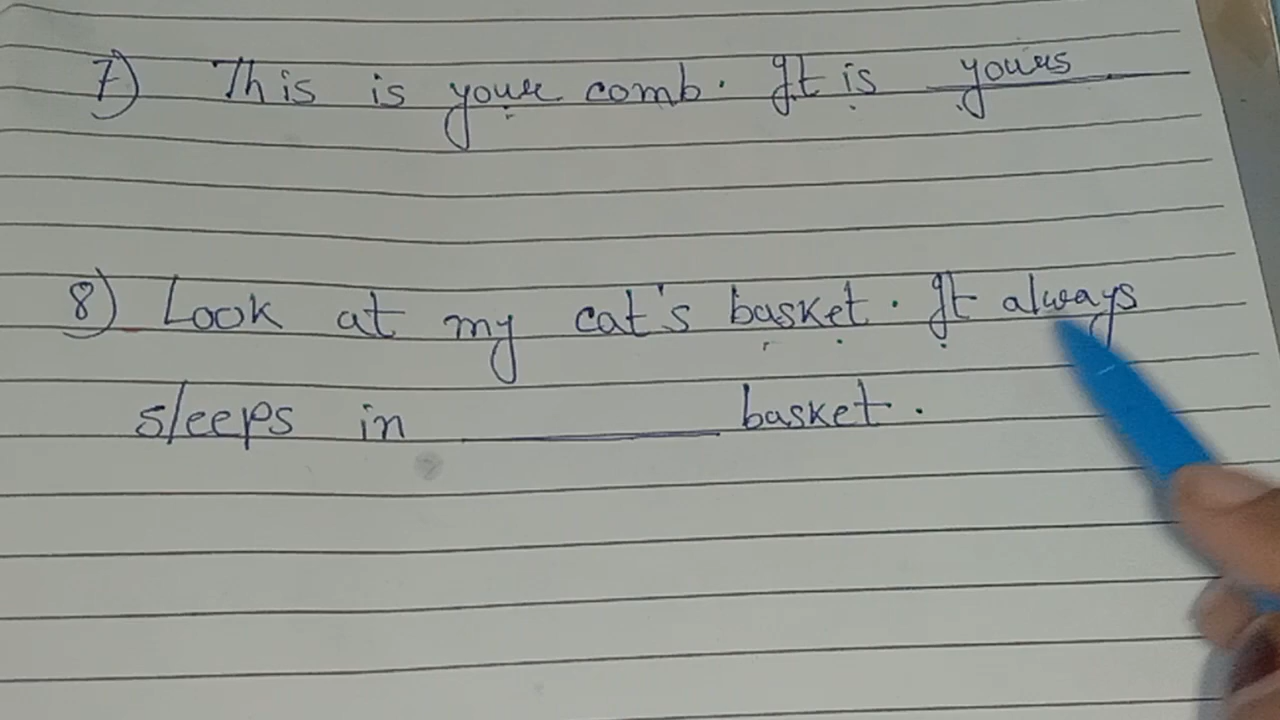 7) This is your comb. It is yours
8) Look at my cat's basket. It always
sleeps in ________ basket.